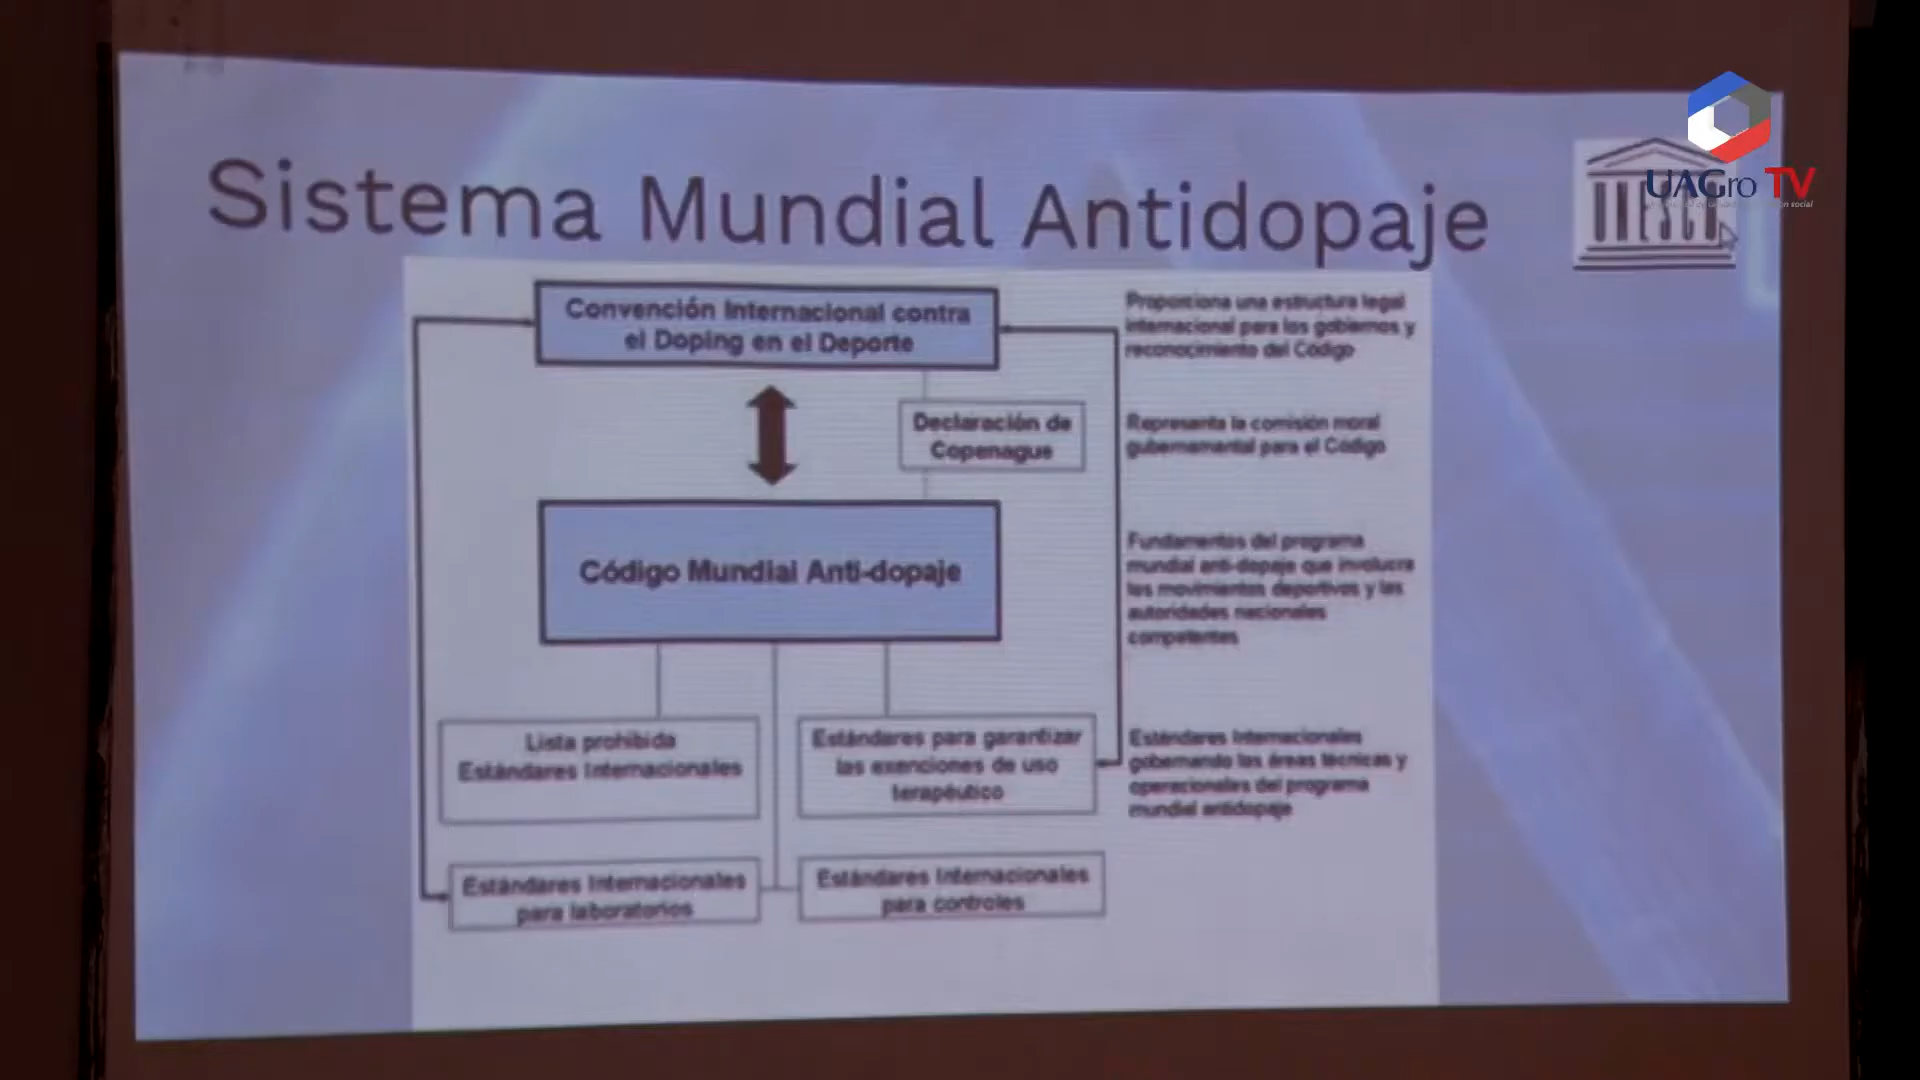 Sistema Mundial Antidopaje
UAGro TV
UNESCO
Convención Internacional contra
el Doping en el Deporte
Proporciona una estructura legal
internacional para los gobiernos y
reconocimiento del Código
Declaración de
Copenague
Representa la comisión moral
gubernamental para el Código
Código Mundial Anti-dopaje
Fundamentos del programa
mundial anti-dopaje que involucra
los movimientos deportivos y las
autoridades nacionales
competentes
Lista prohibida
Estándares Internacionales
Estándares para garantizar
las exenciones de uso
terapéutico
Estándares Internacionales
gobernando las áreas técnicas y
operacionales del programa
mundial antidopaje
Estándares Internacionales
para laboratorios
Estándares Internacionales
para controles